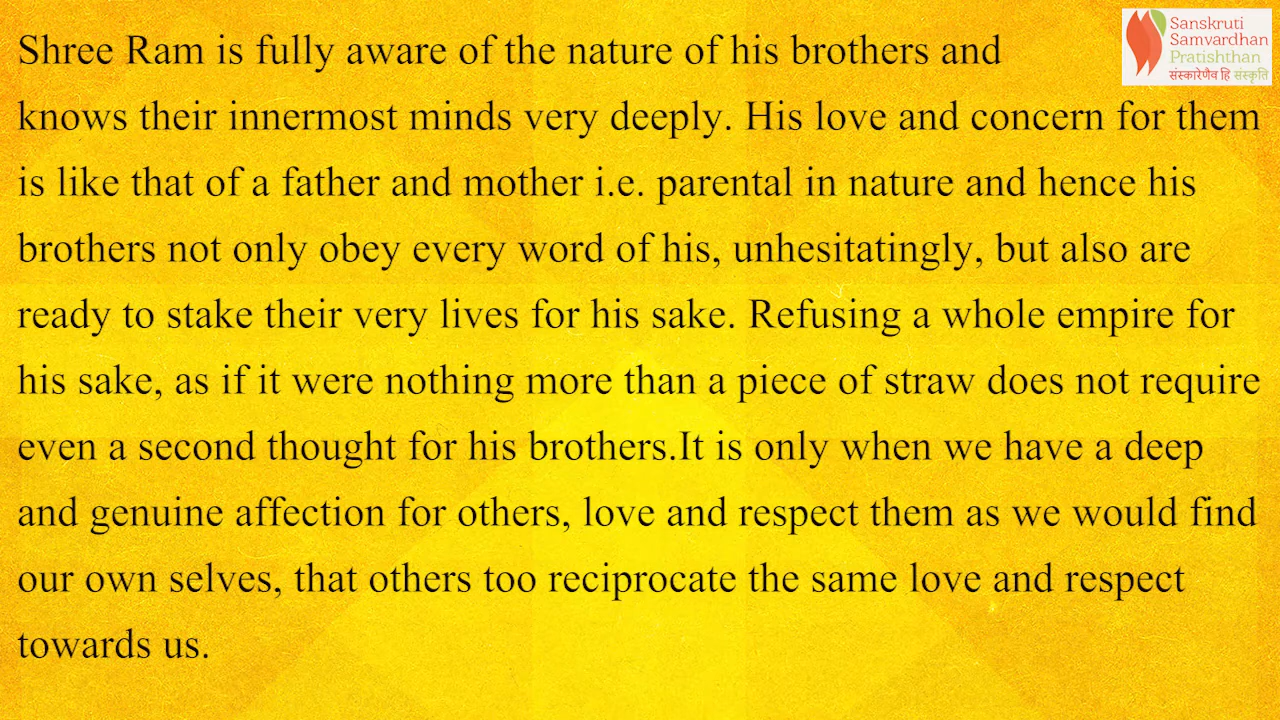 Shree Ram is fully aware of the nature of his brothers and
knows their innermost minds very deeply. His love and concern for them
is like that of a father and mother i.e. parental in nature and hence his
brothers not only obey every word of his, unhesitatingly, but also are
ready to stake their very lives for his sake. Refusing a whole empire for
his sake, as if it were nothing more than a piece of straw does not require
even a second thought for his brothers.It is only when we have a deep
and genuine affection for others, love and respect them as we would find
our own selves, that others too reciprocate the same love and respect
towards us.
Sanskruti
Samvardhan
Pratishthan
संस्कारेणैव हि संस्कृति